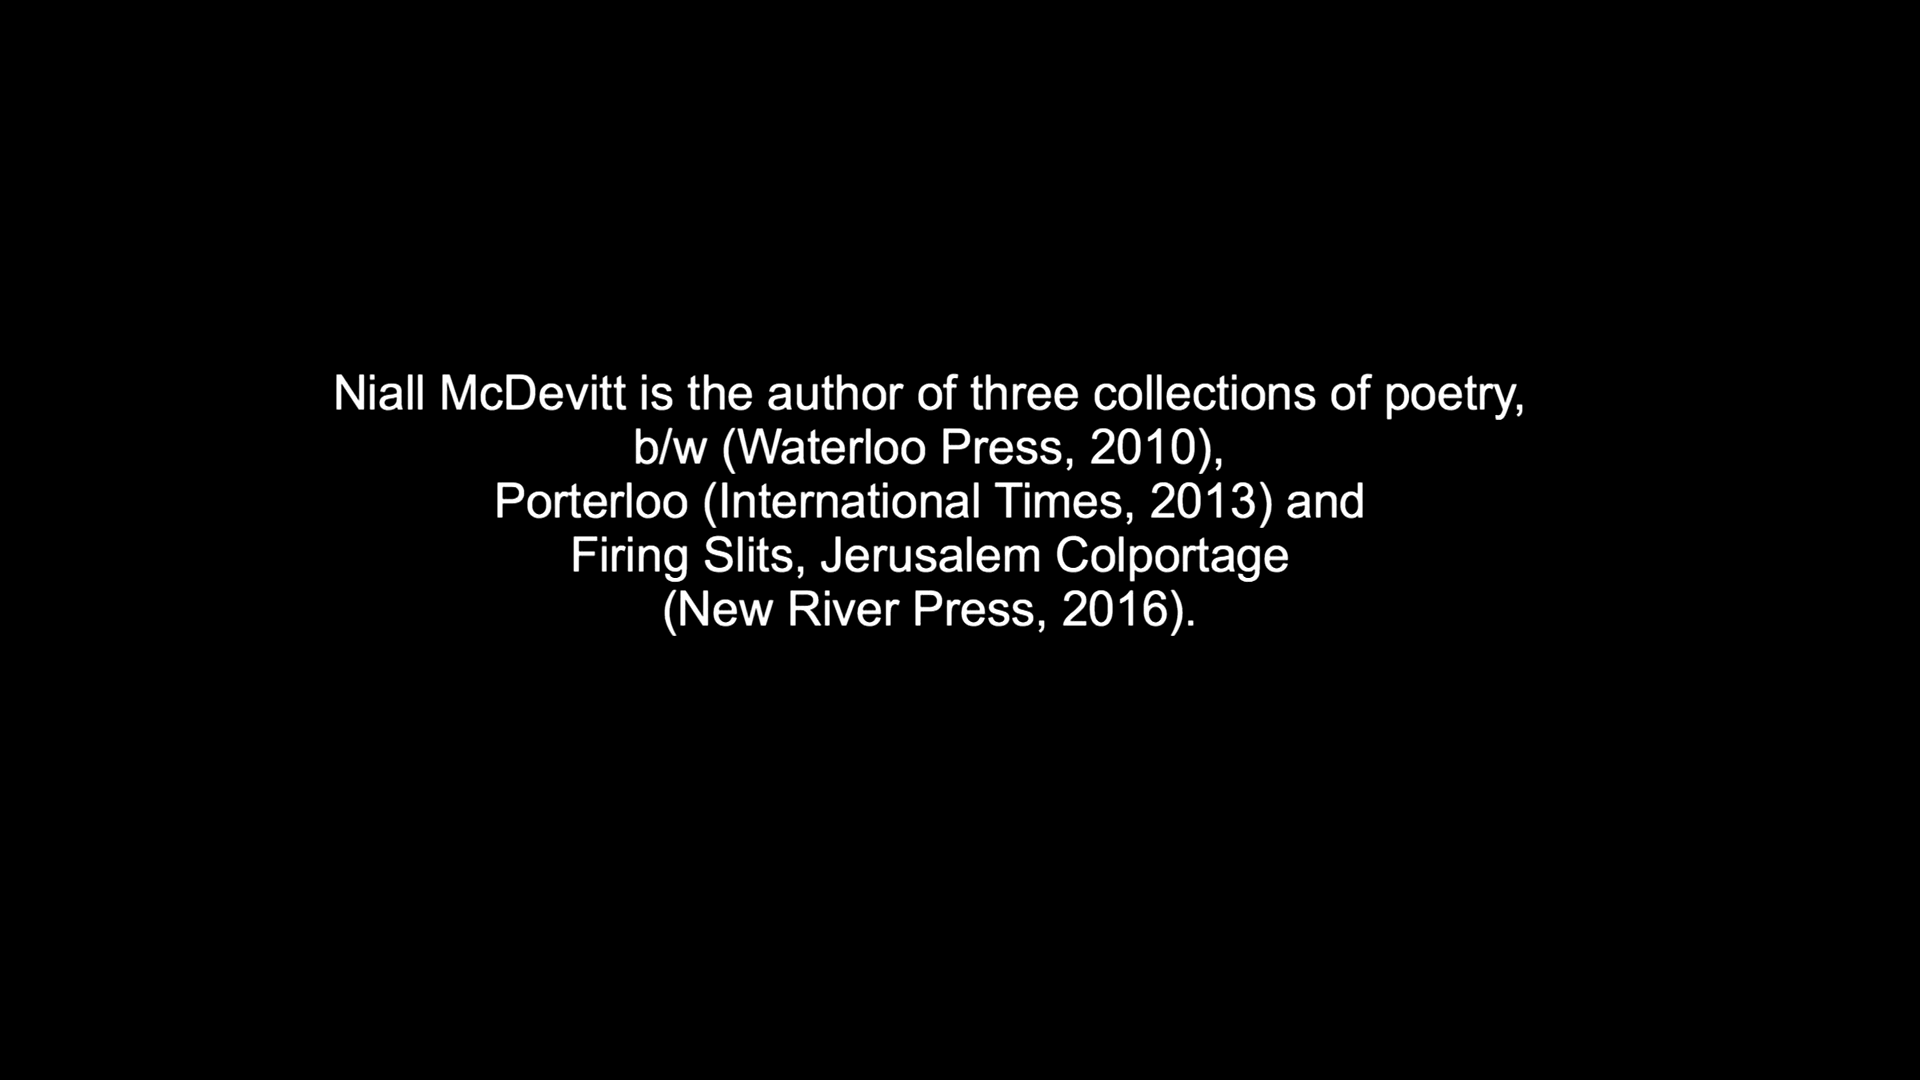 Niall McDevitt is the author of three collections of poetry,
b/w (Waterloo Press, 2010),
Porterloo (International Times, 2013) and
Firing Slits, Jerusalem Colportage
(New River Press, 2016).